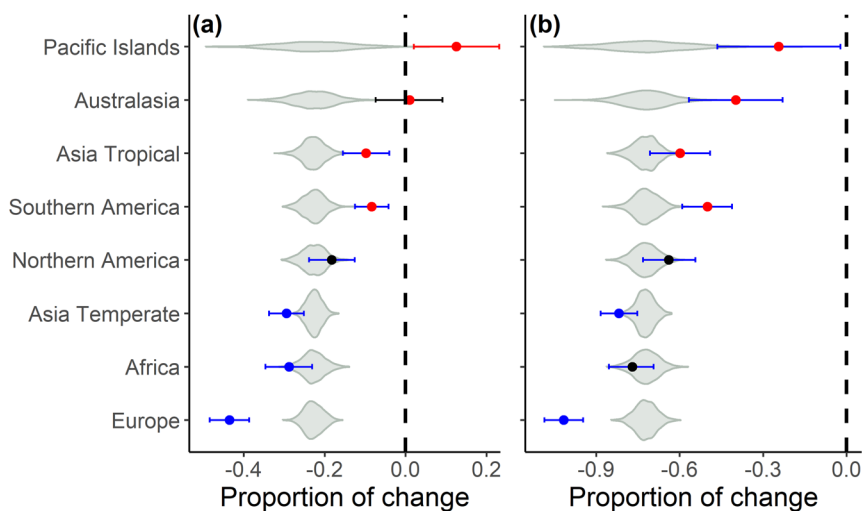 (a)
(b)
Pacific Islands
Australasia
Asia Tropical
Southern America
Northern America
Asia Temperate
Africa
Europe
-0.4 -0.2 0.0 0.2
-0.9 -0.6 -0.3 0.0
Proportion of change
Proportion of change